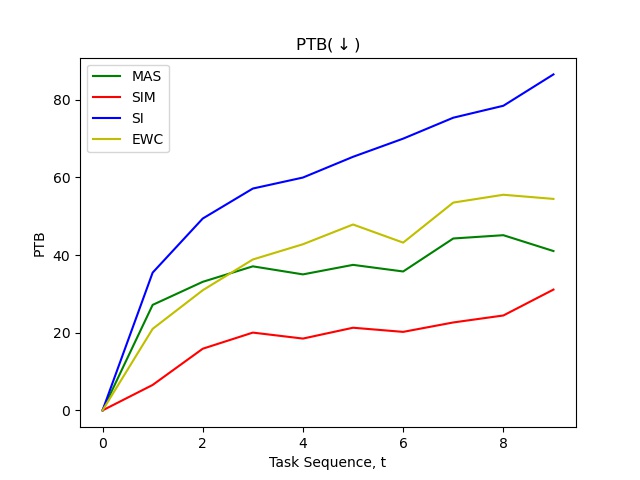 PTB( ↓ )
MAS
SIM
SI
EWC
PTB
80
60
40
20
0
0 2 4 6 8
Task Sequence, t